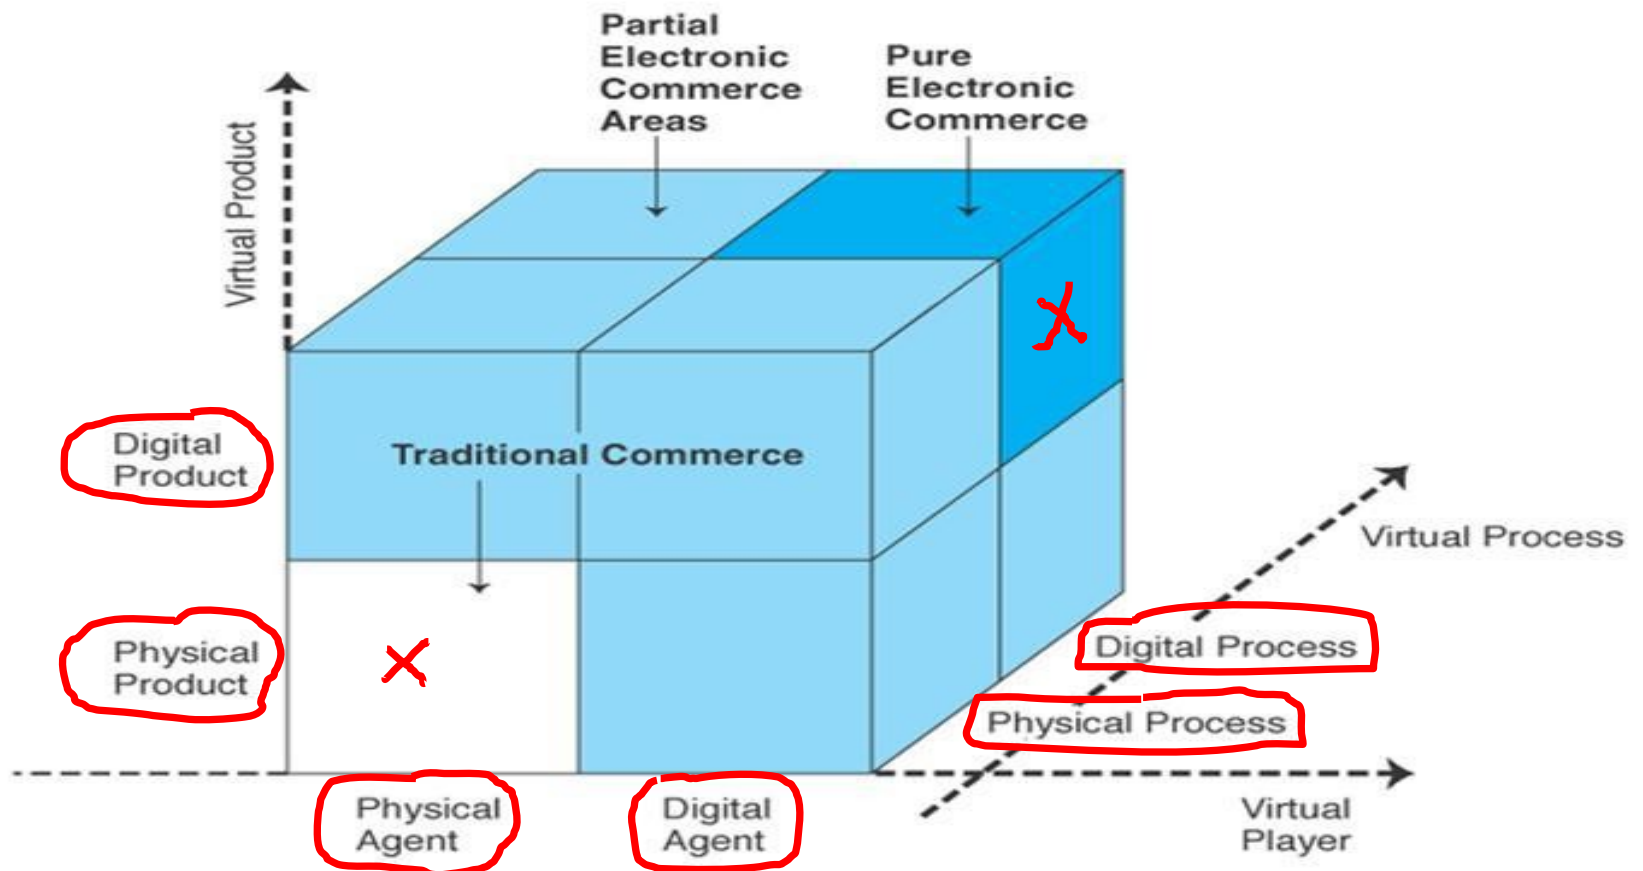 Partial
Electronic
Commerce
Areas
Pure
Electronic
Commerce
Virtual Product
Digital
Product
Traditional Commerce
Virtual Process
Physical
Product
Digital Process
Physical Process
Physical
Agent
Digital
Agent
Virtual
Player